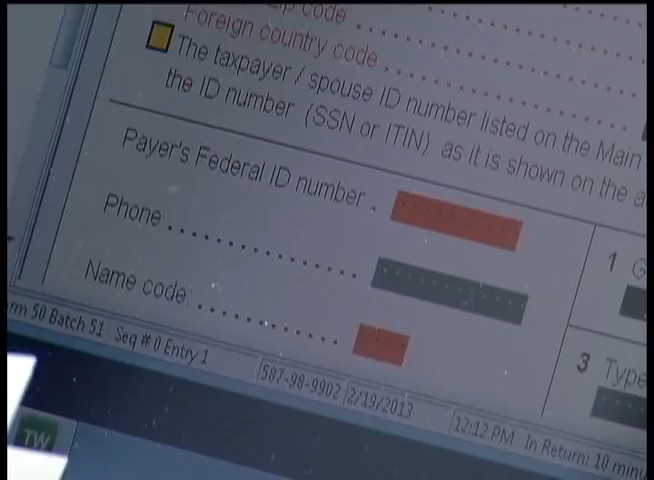 Zip code
Foreign country code
The taxpayer / spouse ID number listed on the Main
the ID number (SSN or ITIN) as it is shown on the
Payer's Federal ID number
Phone
Name code:
1
3 Type
50 Batch 51 Seq # 0 Entry 1
587-98-9902 2/19/2013
12:12 PM In Return: 10
TW